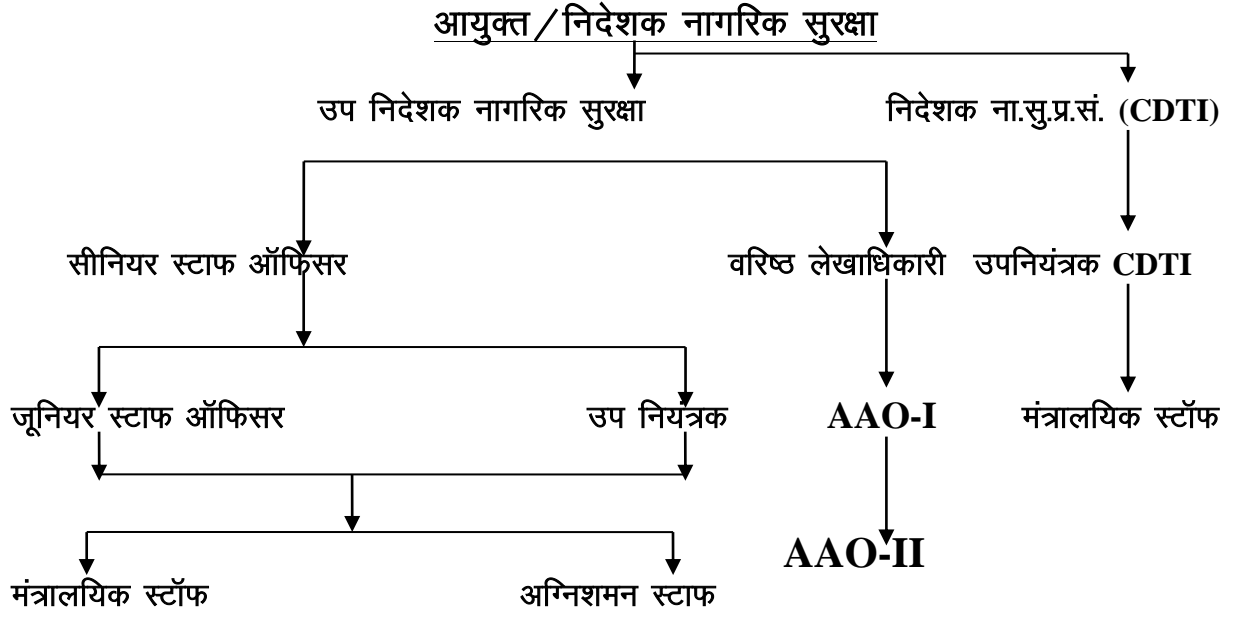 आयुक्त/निदेशक नागरिक सुरक्षा
उप निदेशक नागरिक सुरक्षा
निदेशक ना.सु.प्र.सं. (CDTI)
सीनियर स्टाफ ऑफिसर
वरिष्ठ लेखाधिकारी
उपनियंत्रक CDTI
जूनियर स्टाफ ऑफिसर
उप नियंत्रक
AAO-I
मंत्रालयिक स्टॉफ
AAO-II
मंत्रालयिक स्टॉफ
अग्निशमन स्टाफ